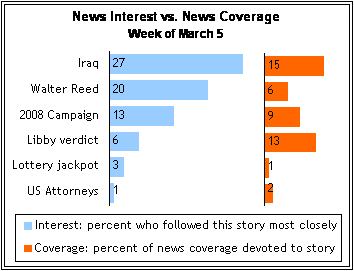 News Interest vs. News Coverage
Week of March 5
Iraq 27 15
Walter Reed 20 6
2008 Campaign 13 9
Libby verdict 6 13
Lottery jackpot 3 1
US Attorneys 1 2
Interest: percent who followed this story most closely
Coverage: percent of news coverage devoted to story